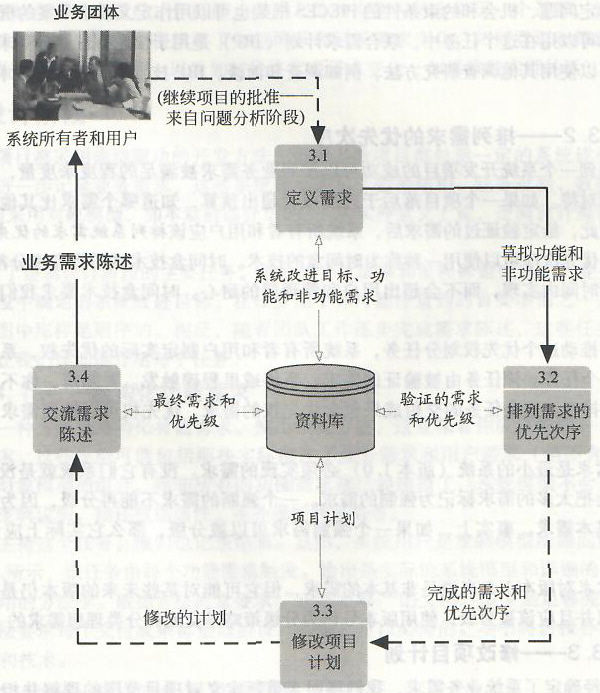 业务团体
系统所有者和用户
(继续项目的批准——
来自问题分析阶段)
3.1
定义需求
业务需求陈述
系统改进目标、功
能和非功能需求
草拟功能和
非功能需求
3.4
交流需求
陈述
最终需求和
优先级
资料库
验证的需求
和优先级
3.2
排列需求的
优先次序
项目计划
修改的计划
3.3
修改项目
计划
完成的需求和
优先次序